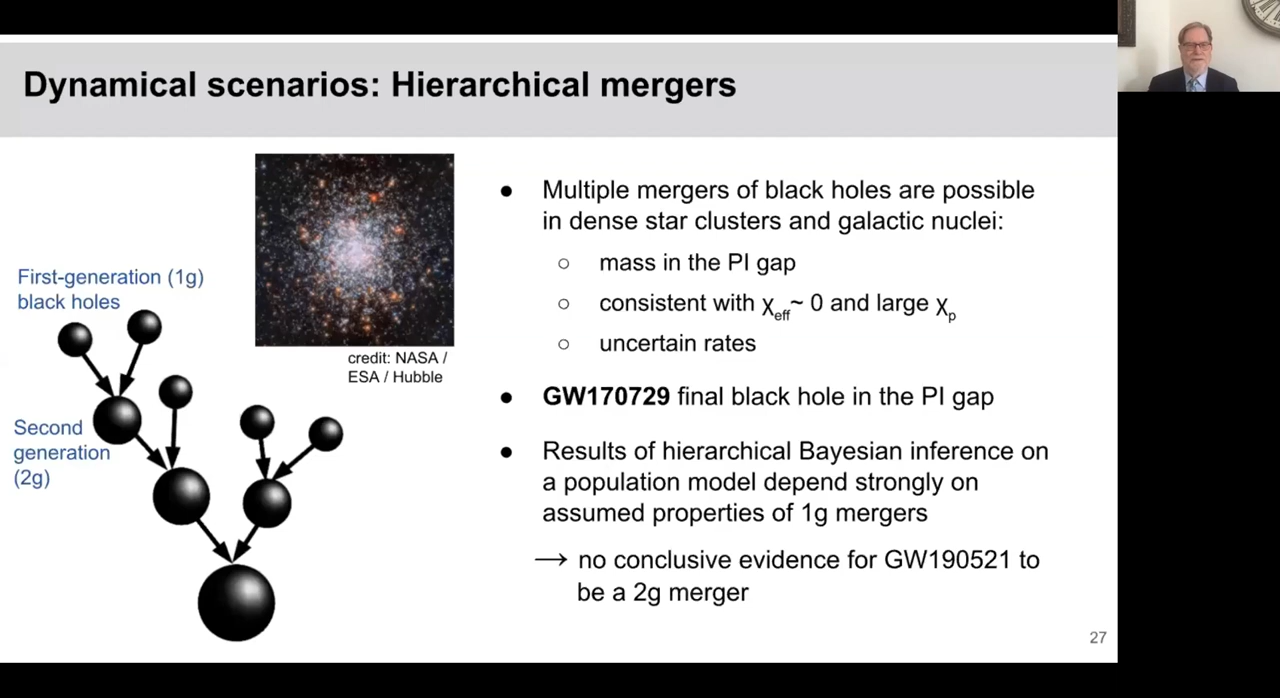 Dynamical scenarios: Hierarchical mergers
First-generation (1g)
black holes
Second
generation
(2g)
credit: NASA /
ESA / Hubble
● Multiple mergers of black holes are possible
in dense star clusters and galactic nuclei:
○ mass in the PI gap
○ consistent with χeff ~ 0 and large χp
○ uncertain rates
● GW170729 final black hole in the PI gap
● Results of hierarchical Bayesian inference on
a population model depend strongly on
assumed properties of 1g mergers
→ no conclusive evidence for GW190521 to
be a 2g merger
27